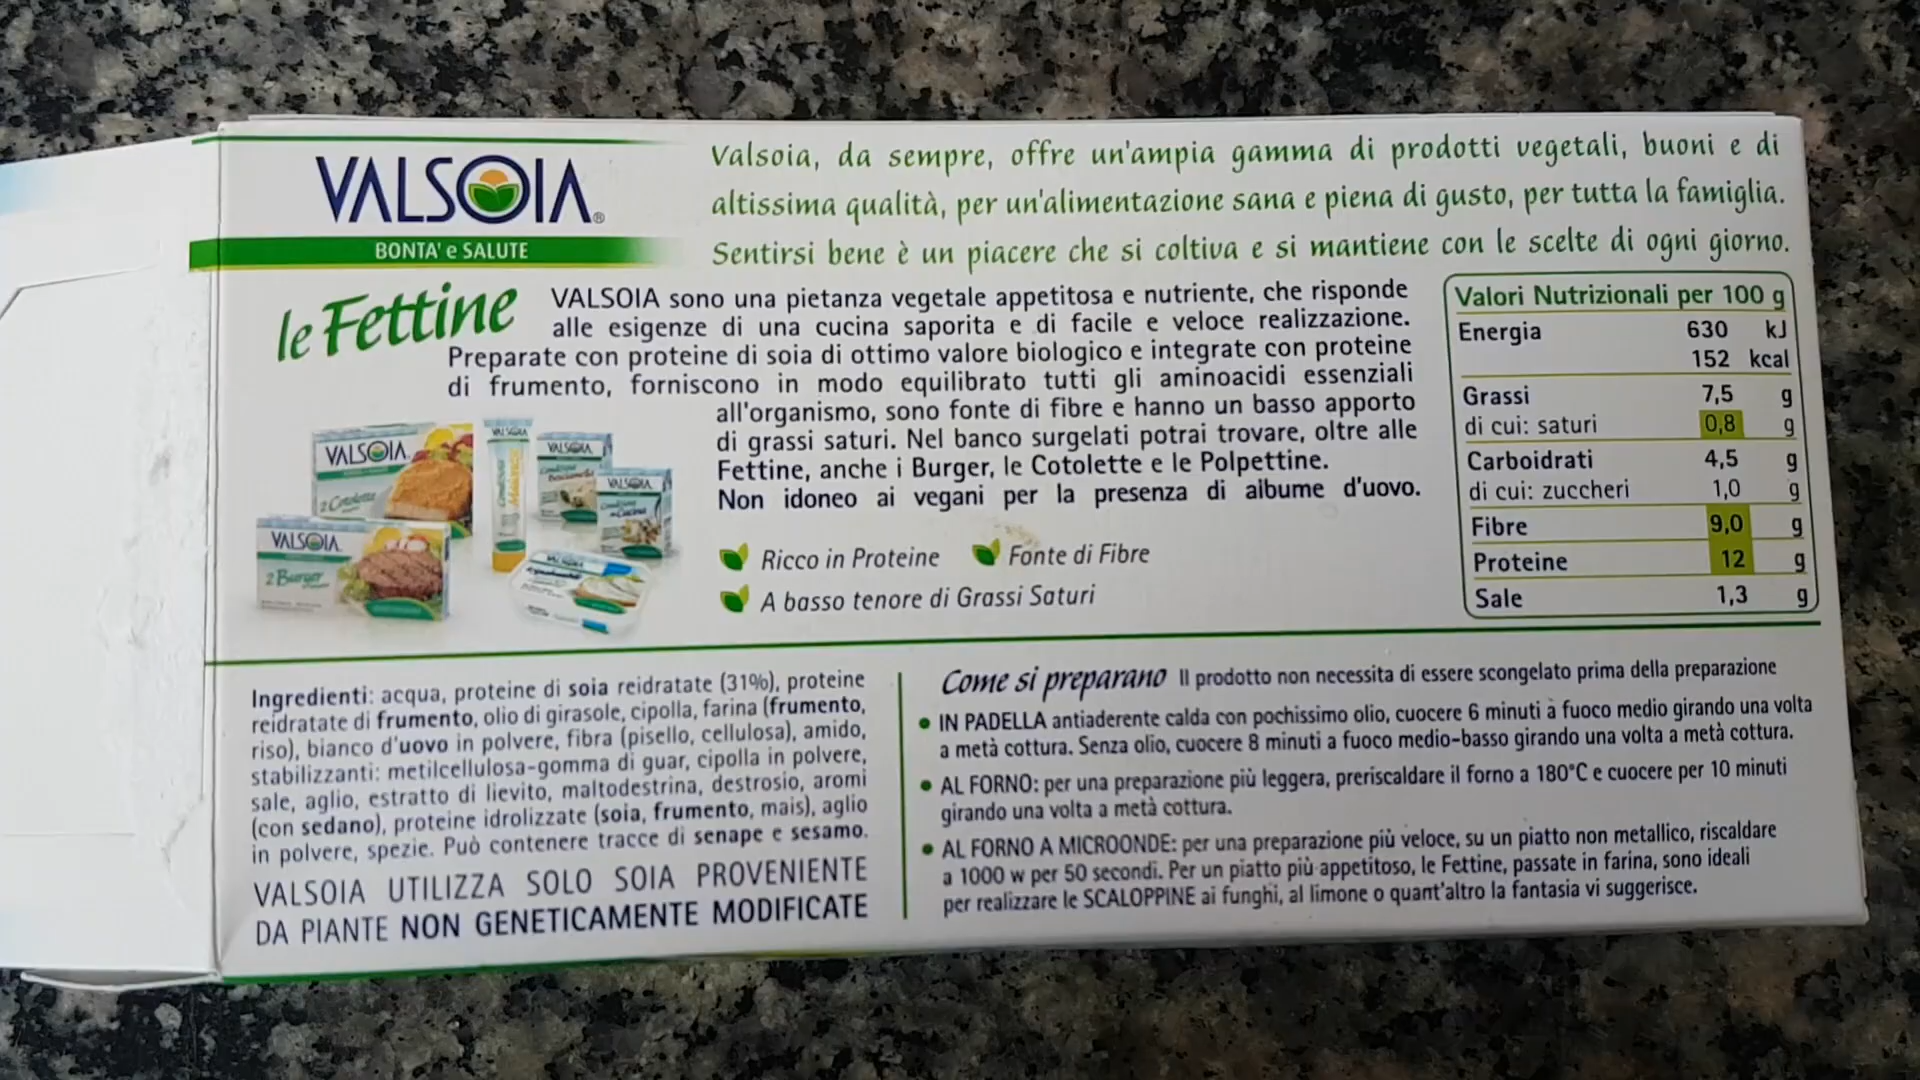 VALSOIA®
BONTA' e SALUTE
Valsoia, da sempre, offre un'ampia gamma di prodotti vegetali, buoni e di
altissima qualità, per un'alimentazione sana e piena di gusto, per tutta la famiglia.
Sentirsi bene è un piacere che si coltiva e si mantiene con le scelte di ogni giorno.
le Fettine VALSOIA sono una pietanza vegetale appetitosa e nutriente, che risponde
alle esigenze di una cucina saporita e di facile e veloce realizzazione.
Preparate con proteine di soia di ottimo valore biologico e integrate con proteine
di frumento, forniscono in modo equilibrato tutti gli aminoacidi essenziali
all'organismo, sono fonte di fibre e hanno un basso apporto
di grassi saturi. Nel banco surgelati potrai trovare, oltre alle
Fettine, anche i Burger, le Cotolette e le Polpettine.
Non idoneo ai vegani per la presenza di albume d'uovo.
Ricco in Proteine Fonte di Fibre
A basso tenore di Grassi Saturi
VALSOIA
2 Cotolette
VALSOIA
2 Burger
VALSOIA
VALSOIA
VALSOIA
Valori Nutrizionali per 100 g
Energia 630 kJ
152 kcal
Grassi 7,5 g
di cui: saturi 0,8 g
Carboidrati 4,5 g
di cui: zuccheri 1,0 g
Fibre 9,0 g
Proteine 12 g
Sale 1,3 g
Ingredienti: acqua, proteine di soia reidratate (31%), proteine
reidratate di frumento, olio di girasole, cipolla, farina (frumento,
riso), bianco d'uovo in polvere, fibra (pisello, cellulosa), amido,
stabilizzanti: metilcellulosa-gomma di guar, cipolla in polvere,
sale, aglio, estratto di lievito, maltodestrina, destrosio, aromi
(con sedano), proteine idrolizzate (soia, frumento, mais), aglio
in polvere, spezie. Può contenere tracce di senape e sesamo.
VALSOIA UTILIZZA SOLO SOIA PROVENIENTE
DA PIANTE NON GENETICAMENTE MODIFICATE
Come si preparano Il prodotto non necessita di essere scongelato prima della preparazione
• IN PADELLA antiaderente calda con pochissimo olio, cuocere 6 minuti a fuoco medio girando una volta
a metà cottura. Senza olio, cuocere 8 minuti a fuoco medio-basso girando una volta a metà cottura.
• AL FORNO: per una preparazione più leggera, preriscaldare il forno a 180°C e cuocere per 10 minuti
girando una volta a metà cottura.
• AL FORNO A MICROONDE: per una preparazione più veloce, su un piatto non metallico, riscaldare
a 1000 w per 50 secondi. Per un piatto più appetitoso, le Fettine, passate in farina, sono ideali
per realizzare le SCALOPPINE ai funghi, al limone o quant'altro la fantasia vi suggerisce.